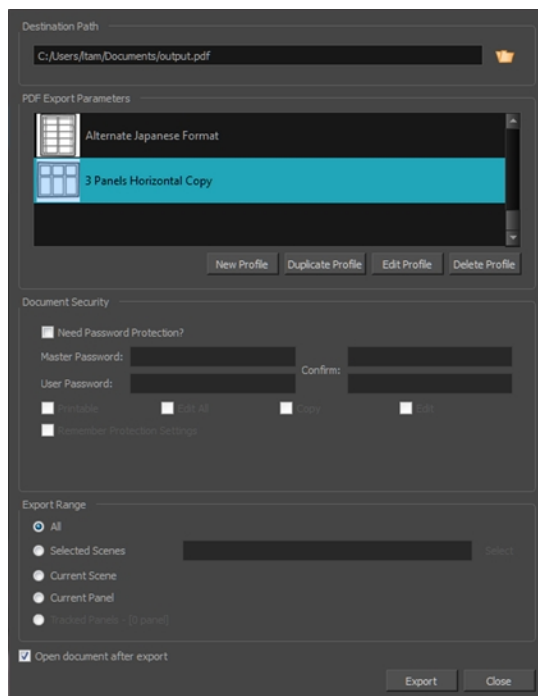 Destination Path
C:/Users/ltam/Documents/output.pdf
PDF Export Parameters
Alternate Japanese Format
3 Panels Horizontal Copy
New Profile Duplicate Profile Edit Profile Delete Profile
Document Security
Need Password Protection?
Master Password:
Confirm:
User Password:
Printable Edit All Copy Edit
Remember Protection Settings
Export Range
All
Selected Scenes Select
Current Scene
Current Panel
Tracked Panels - [0 panel]
Open document after export
Export Close